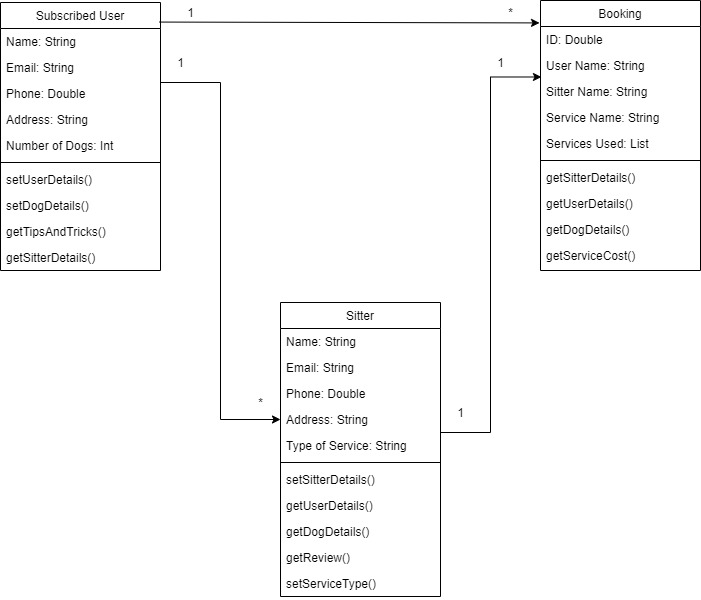 Subscribed User
Name: String
Email: String
Phone: Double
Address: String
Number of Dogs: Int
setUserDetails()
setDogDetails()
getTipsAndTricks()
getSitterDetails()
1
*
1
1
Booking
ID: Double
User Name: String
Sitter Name: String
Service Name: String
Services Used: List
getSitterDetails()
getUserDetails()
getDogDetails()
getServiceCost()
*
1
Sitter
Name: String
Email: String
Phone: Double
Address: String
Type of Service: String
setSitterDetails()
getUserDetails()
getDogDetails()
getReview()
setServiceType()